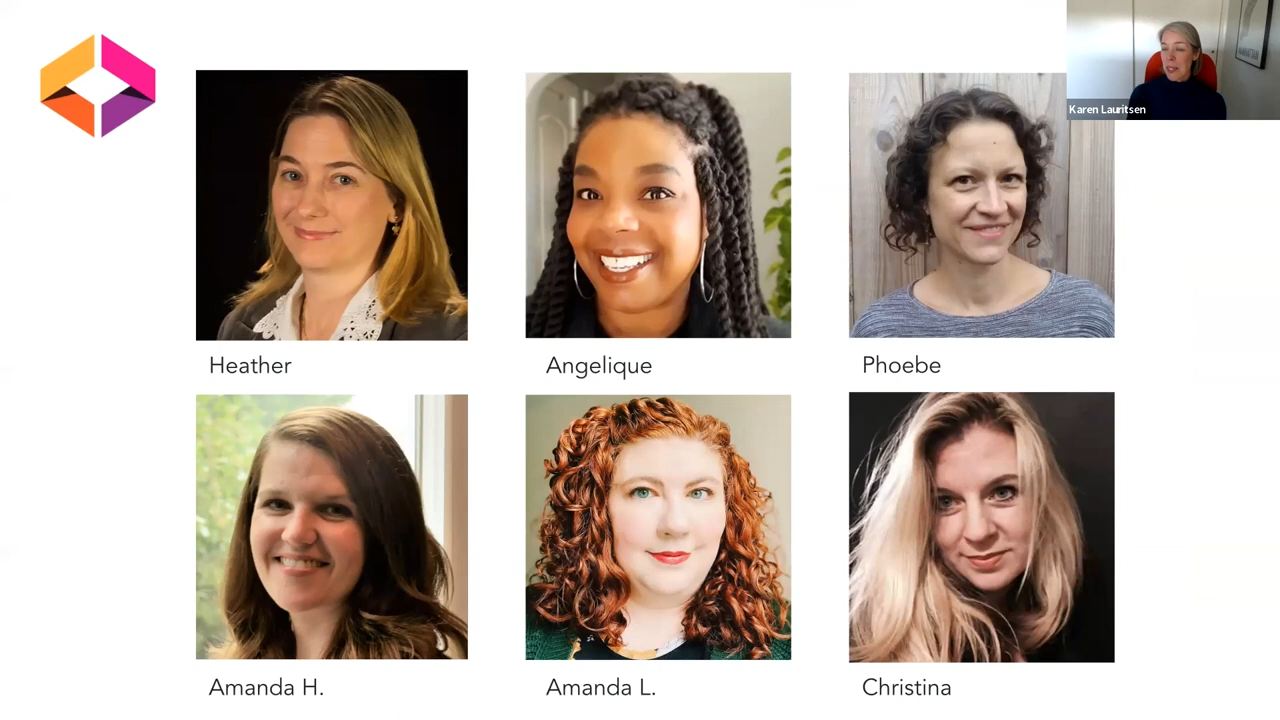 Karen Lauritsen
Heather
Angelique
Phoebe
Amanda H.
Amanda L.
Christina